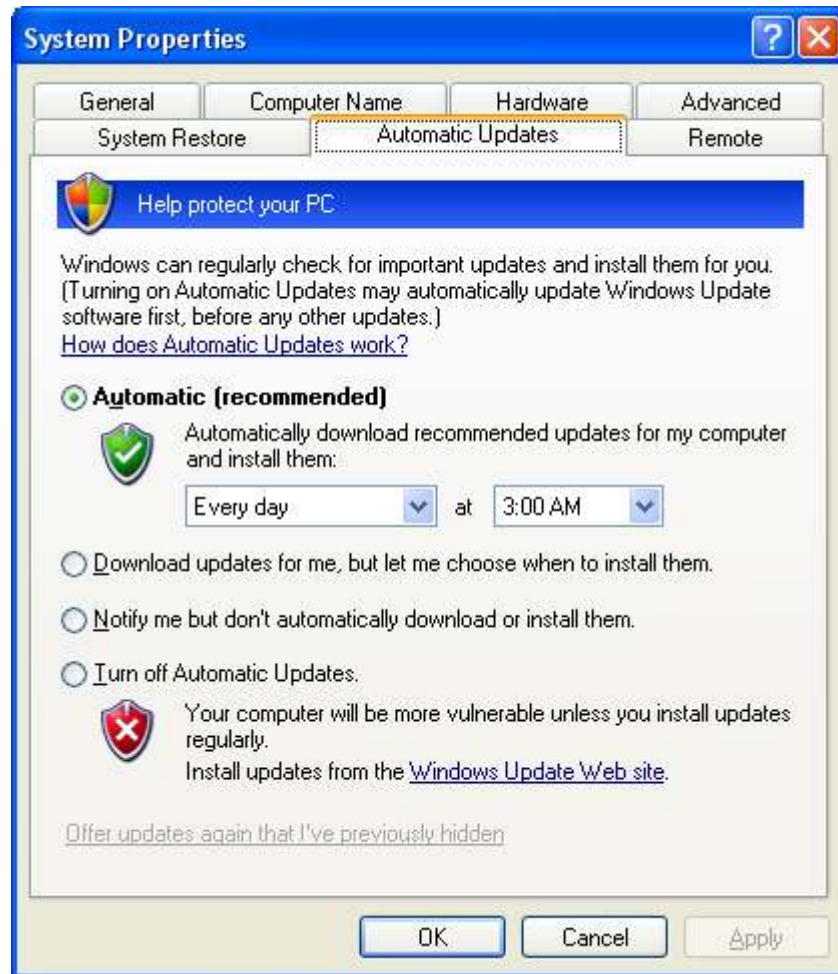 System Properties
General Computer Name Hardware Advanced
System Restore Automatic Updates Remote
Help protect your PC
Windows can regularly check for important updates and install them for you.
(Turning on Automatic Updates may automatically update Windows Update
software first, before any other updates.)
How does Automatic Updates work?
Automatic (recommended)
Automatically download recommended updates for my computer
and install them:
Every day at 3:00 AM
Download updates for me, but let me choose when to install them.
Notify me but don't automatically download or install them.
Turn off Automatic Updates.
Your computer will be more vulnerable unless you install updates
regularly.
Install updates from the Windows Update Web site.
Offer updates again that I've previously hidden
OK Cancel Apply